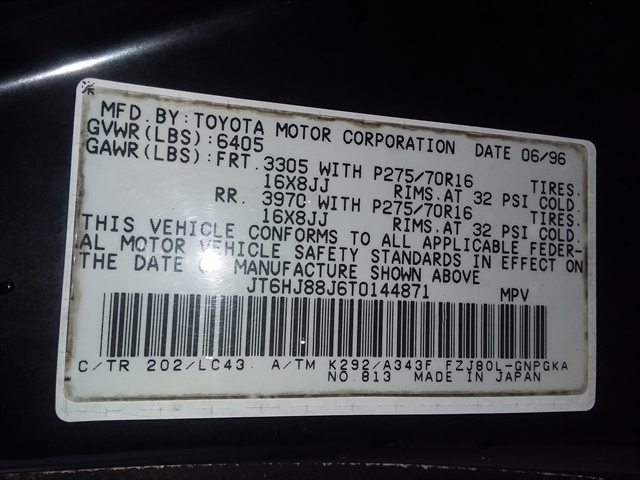 MFD. BY: TOYOTA MOTOR CORPORATION DATE 06/96
GVWR(LBS):6405
GAWR(LBS):FRT. 3305 WITH P275/70R16 TIRES.
16X8JJ RIMS.AT 32 PSI COLD.
RR. 3970 WITH P275/70R16 TIRES.
16X8JJ RIMS.AT 32 PSI COLD.
THIS VEHICLE CONFORMS TO ALL APPLICABLE FEDER-
AL MOTOR VEHICLE SAFETY STANDARDS IN EFFECT ON
THE DATE OF MANUFACTURE SHOWN ABOVE
JT6HJ88J6T0144871 MPV
C/TR 202/LC43 A/TM K292/A343F FZJ80L-GNPGKA
NO.813 MADE IN JAPAN